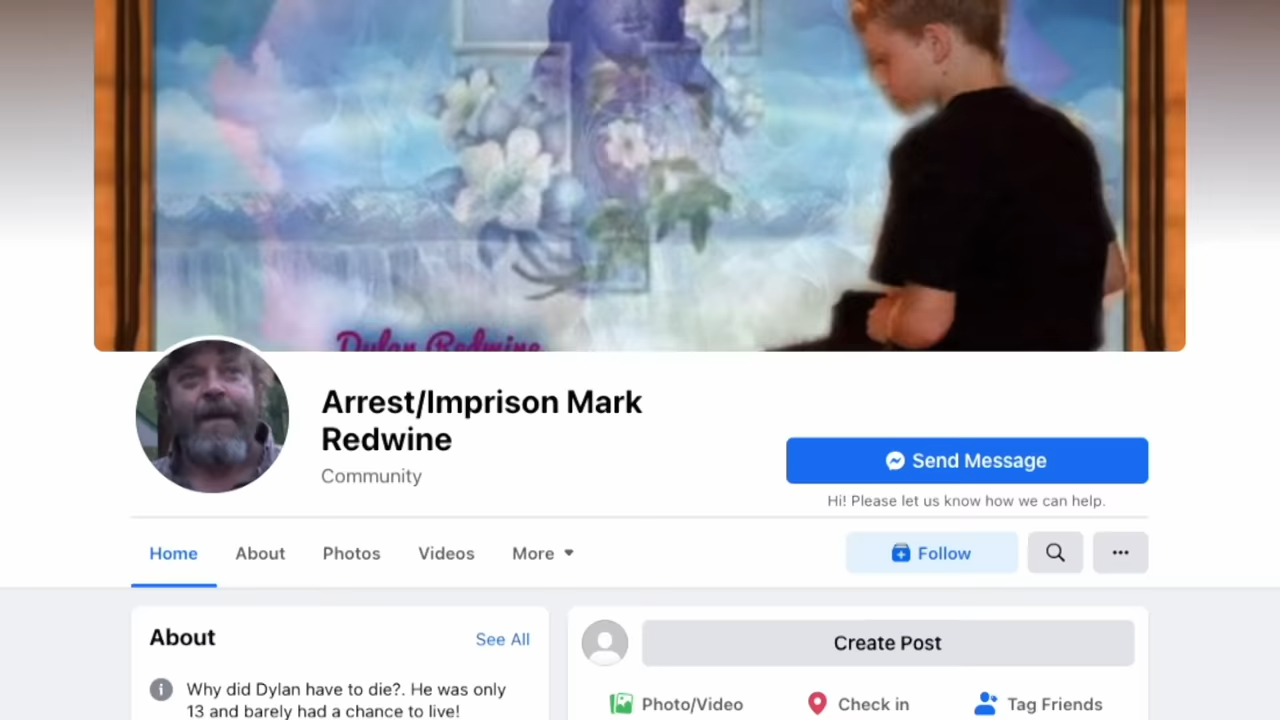 Dylan Redwine
Arrest/Imprison Mark
Redwine
Community
Send Message
Hi! Please let us know how we can help.
Home About Photos Videos More
Follow
About
See All
Create Post
Why did Dylan have to die?. He was only
13 and barely had a chance to live!
Photo/Video Check in Tag Friends